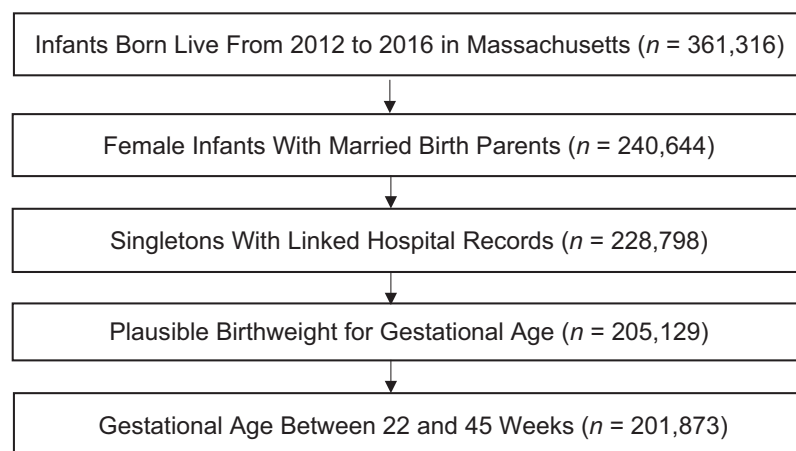 Infants Born Live From 2012 to 2016 in Massachusetts (n = 361,316)
Female Infants With Married Birth Parents (n = 240,644)
Singletons With Linked Hospital Records (n = 228,798)
Plausible Birthweight for Gestational Age (n = 205,129)
Gestational Age Between 22 and 45 Weeks (n = 201,873)